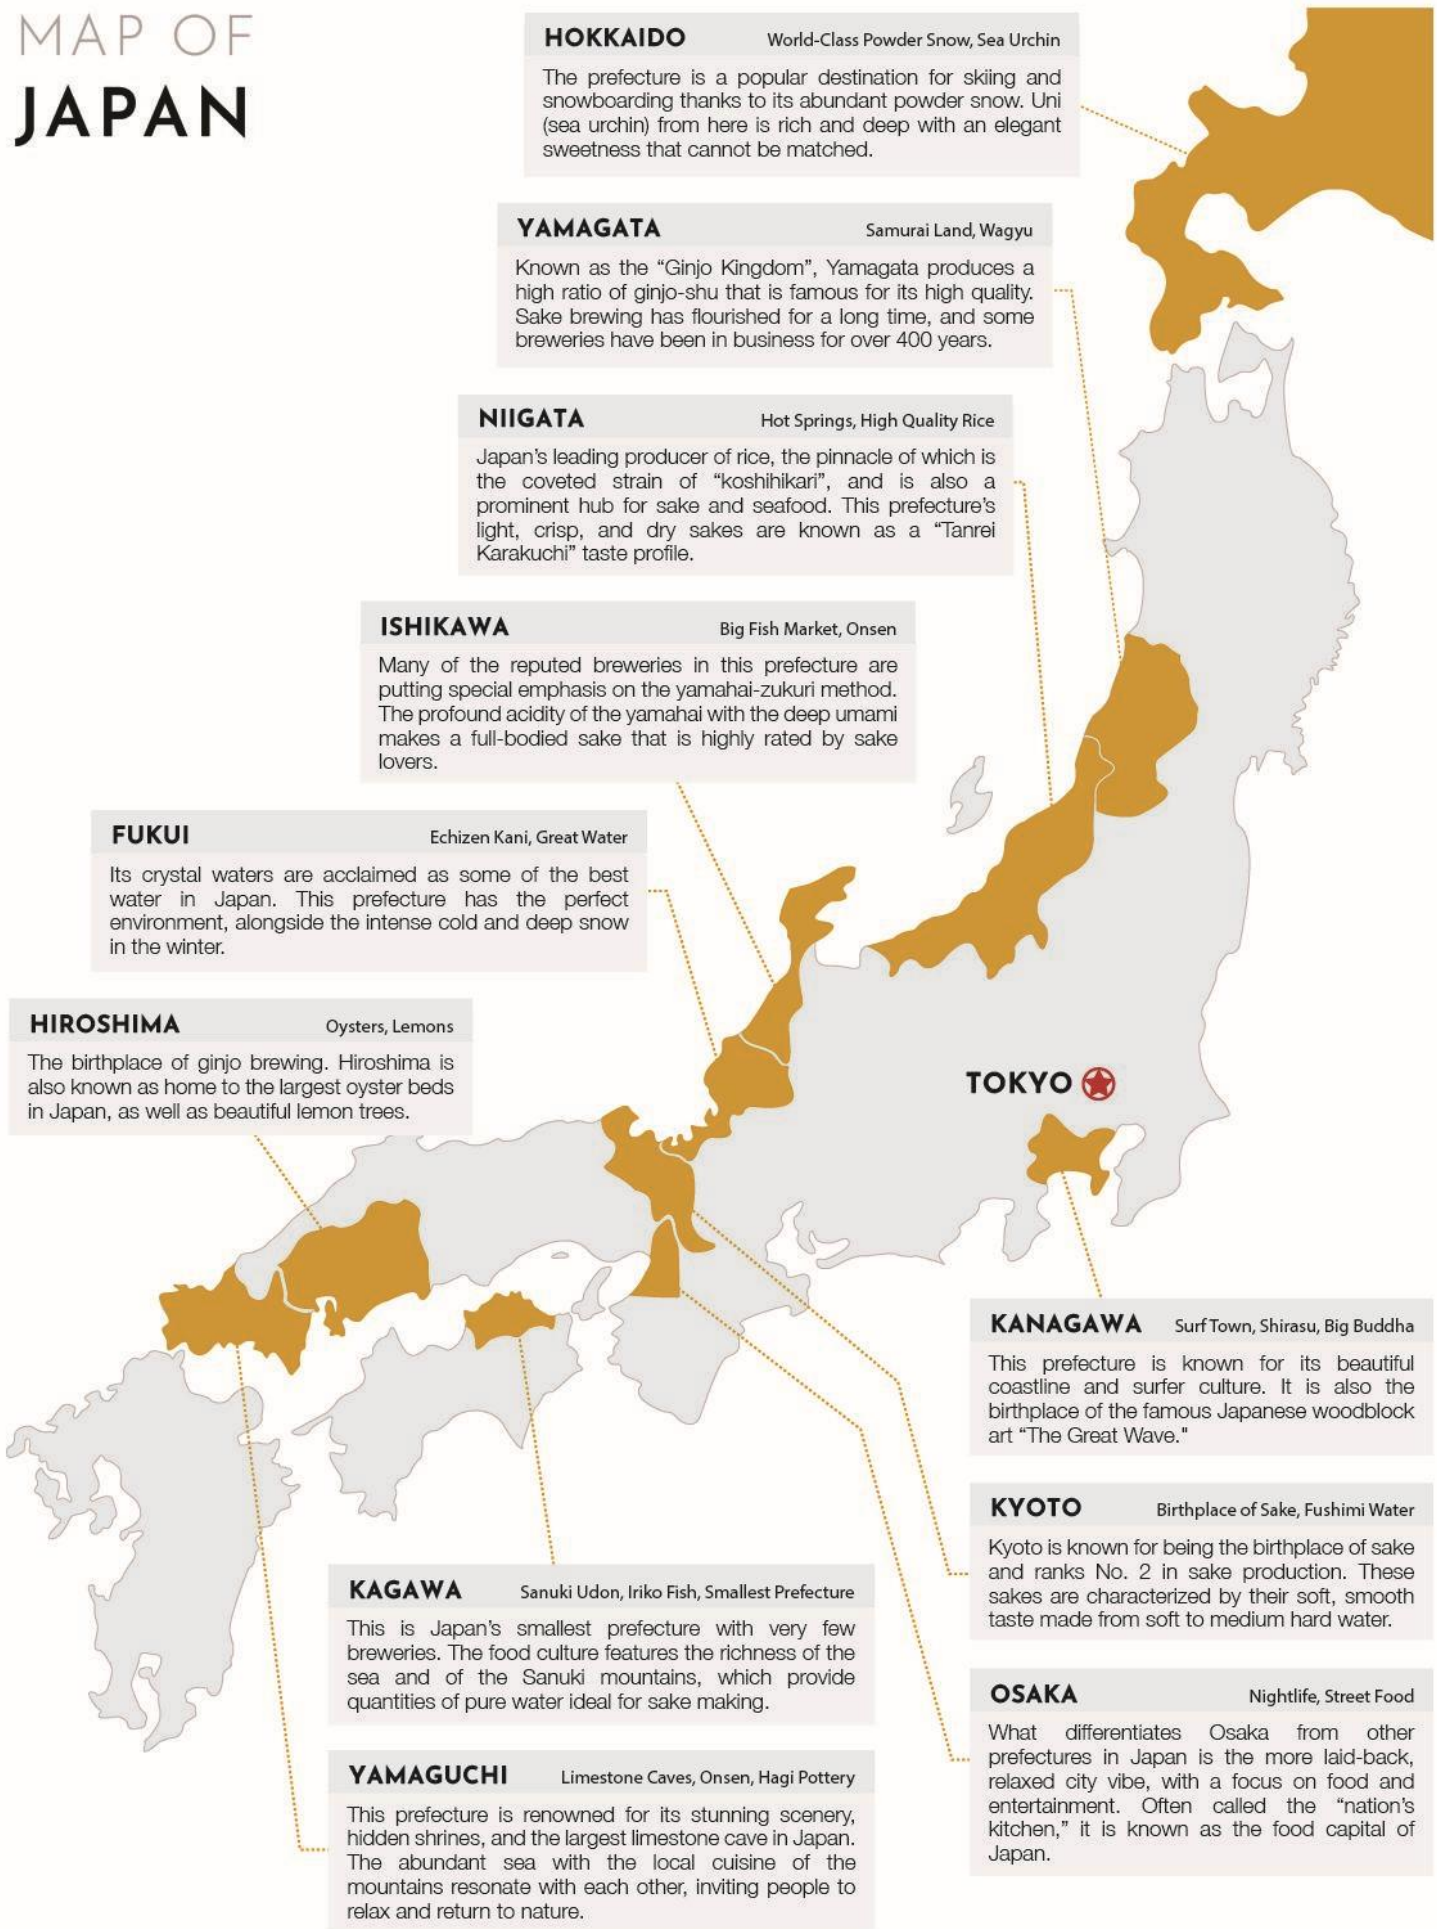 MAP OF
JAPAN
HOKKAIDO World-Class Powder Snow, Sea Urchin
The prefecture is a popular destination for skiing and
snowboarding thanks to its abundant powder snow. Uni
(sea urchin) from here is rich and deep with an elegant
sweetness that cannot be matched.
YAMAGATA Samurai Land, Wagyu
Known as the “Ginjo Kingdom”, Yamagata produces a
high ratio of ginjo-shu that is famous for its high quality.
Sake brewing has flourished for a long time, and some
breweries have been in business for over 400 years.
NIIGATA Hot Springs, High Quality Rice
Japan’s leading producer of rice, the pinnacle of which is
the coveted strain of “koshihikari”, and is also a
prominent hub for sake and seafood. This prefecture’s
light, crisp, and dry sakes are known as a “Tanrei
Karakuchi” taste profile.
ISHIKAWA Big Fish Market, Onsen
Many of the reputed breweries in this prefecture are
putting special emphasis on the yamahai-zukuri method.
The profound acidity of the yamahai with the deep umami
makes a full-bodied sake that is highly rated by sake
lovers.
FUKUI Echizen Kani, Great Water
Its crystal waters are acclaimed as some of the best
water in Japan. This prefecture has the perfect
environment, alongside the intense cold and deep snow
in the winter.
HIROSHIMA Oysters, Lemons
The birthplace of ginjo brewing. Hiroshima is
also known as home to the largest oyster beds
in Japan, as well as beautiful lemon trees.
TOKYO
KANAGAWA Surf Town, Shirasu, Big Buddha
This prefecture is known for its beautiful
coastline and surfer culture. It is also the
birthplace of the famous Japanese woodblock
art “The Great Wave."
KYOTO Birthplace of Sake, Fushimi Water
Kyoto is known for being the birthplace of sake
and ranks No. 2 in sake production. These
sakes are characterized by their soft, smooth
taste made from soft to medium hard water.
KAGAWA Sanuki Udon, Iriko Fish, Smallest Prefecture
This is Japan’s smallest prefecture with very few
breweries. The food culture features the richness of the
sea and of the Sanuki mountains, which provide
quantities of pure water ideal for sake making.
OSAKA Nightlife, Street Food
What differentiates Osaka from other
prefectures in Japan is the more laid-back,
relaxed city vibe, with a focus on food and
entertainment. Often called the “nation’s
kitchen,” it is known as the food capital of
Japan.
YAMAGUCHI Limestone Caves, Onsen, Hagi Pottery
This prefecture is renowned for its stunning scenery,
hidden shrines, and the largest limestone cave in Japan.
The abundant sea with the local cuisine of the
mountains resonate with each other, inviting people to
relax and return to nature.